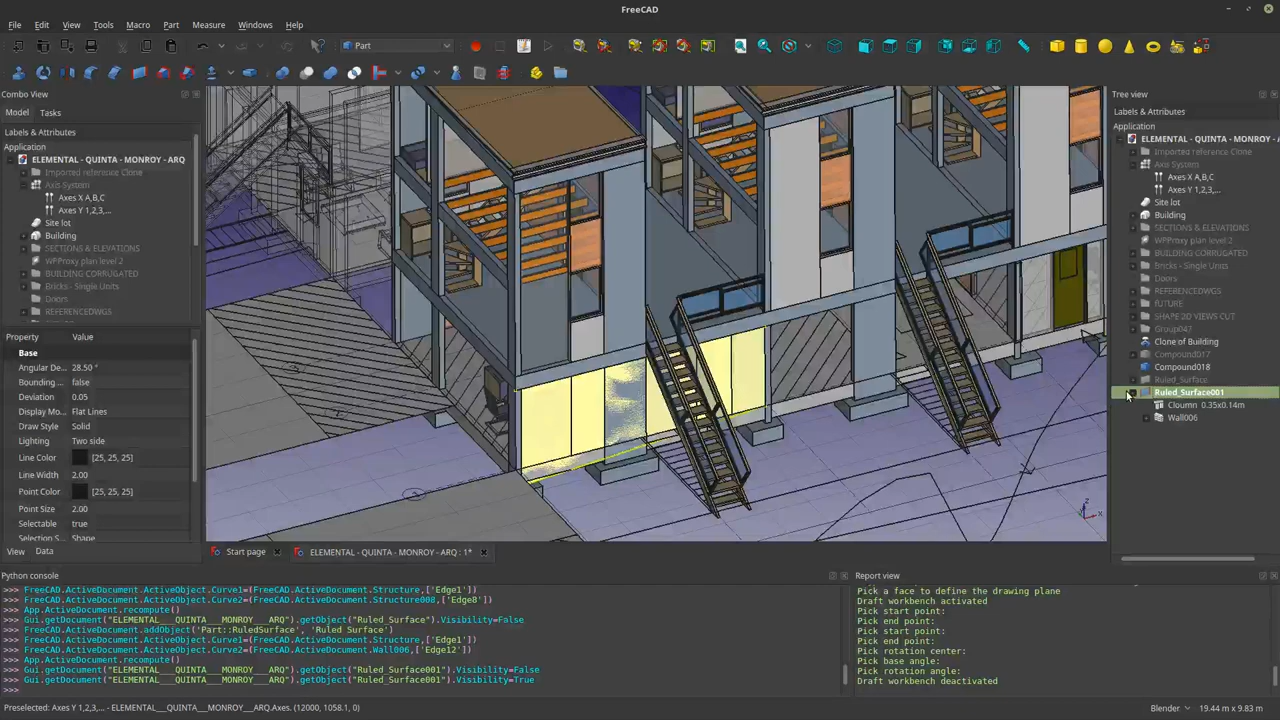 FreeCAD
File Edit View Tools Macro Part Measure Windows Help
Part
Combo View
Model Tasks
Labels & Attributes
Application
ELEMENTAL - QUINTA - MONROY - ARQ
Imported reference Clone
Axis System
Axes X A,B,C
Axes Y 1,2,3,...
Site lot
Building
SECTIONS & ELEVATIONS
WPProxy plan level 2
BUILDING CORRUGATED
Bricks - Single Units
Doors
REFERENCEDWGS
Property Value
Base
Angular De... 28.50 °
Bounding ... false
Deviation 0.05
Display Mo... Flat Lines
Draw Style Solid
Lighting Two side
Line Color [25, 25, 25]
Line Width 2.00
Point Color [25, 25, 25]
Point Size 2.00
Selectable true
Selection S... Shape
View Data
Start page
ELEMENTAL - QUINTA - MONROY - ARQ : 1*
Tree view
Labels & Attributes
Application
ELEMENTAL - QUINTA - MONROY - A
Imported reference Clone
Axis System
Axes X A,B,C
Axes Y 1,2,3,...
Site lot
Building
SECTIONS & ELEVATIONS
WPProxy plan level 2
BUILDING CORRUGATED
Bricks - Single Units
Doors
REFERENCEDWGS
fUTURE
SHAPE 2D VIEWS CUT
Group047
Clone of Building
Compound017
Compound018
Ruled_Surface
Ruled_Surface001
Cloumn 0.35x0.14m
Wall006
Python console
>>> FreeCAD.ActiveDocument.ActiveObject.Curve1=(FreeCAD.ActiveDocument.Structure,['Edge1'])
>>> FreeCAD.ActiveDocument.ActiveObject.Curve2=(FreeCAD.ActiveDocument.Structure008,['Edge8'])
>>> App.ActiveDocument.recompute()
>>> Gui.getDocument("ELEMENTAL___QUINTA___MONROY___ARQ").getObject("Ruled_Surface").Visibility=False
>>> FreeCAD.ActiveDocument.addObject('Part::RuledSurface', 'Ruled Surface')
>>> FreeCAD.ActiveDocument.ActiveObject.Curve1=(FreeCAD.ActiveDocument.Structure,['Edge1'])
>>> FreeCAD.ActiveDocument.ActiveObject.Curve2=(FreeCAD.ActiveDocument.Wall006,['Edge12'])
>>> App.ActiveDocument.recompute()
>>> Gui.getDocument("ELEMENTAL___QUINTA___MONROY___ARQ").getObject("Ruled_Surface001").Visibility=False
>>> Gui.getDocument("ELEMENTAL___QUINTA___MONROY___ARQ").getObject("Ruled_Surface001").Visibility=True
>>>
Report view
Pick a face to define the drawing plane
Draft workbench activated
Pick start point:
Pick end point:
Pick start point:
Pick end point:
Pick rotation center:
Pick base angle:
Pick rotation angle:
Draft workbench deactivated
Preselected: Axes Y 1,2,3,... - ELEMENTAL___QUINTA___MONROY___ARQ.Axes. (12000, 1058.1, 0)
Blender
19.44 m x 9.83 m